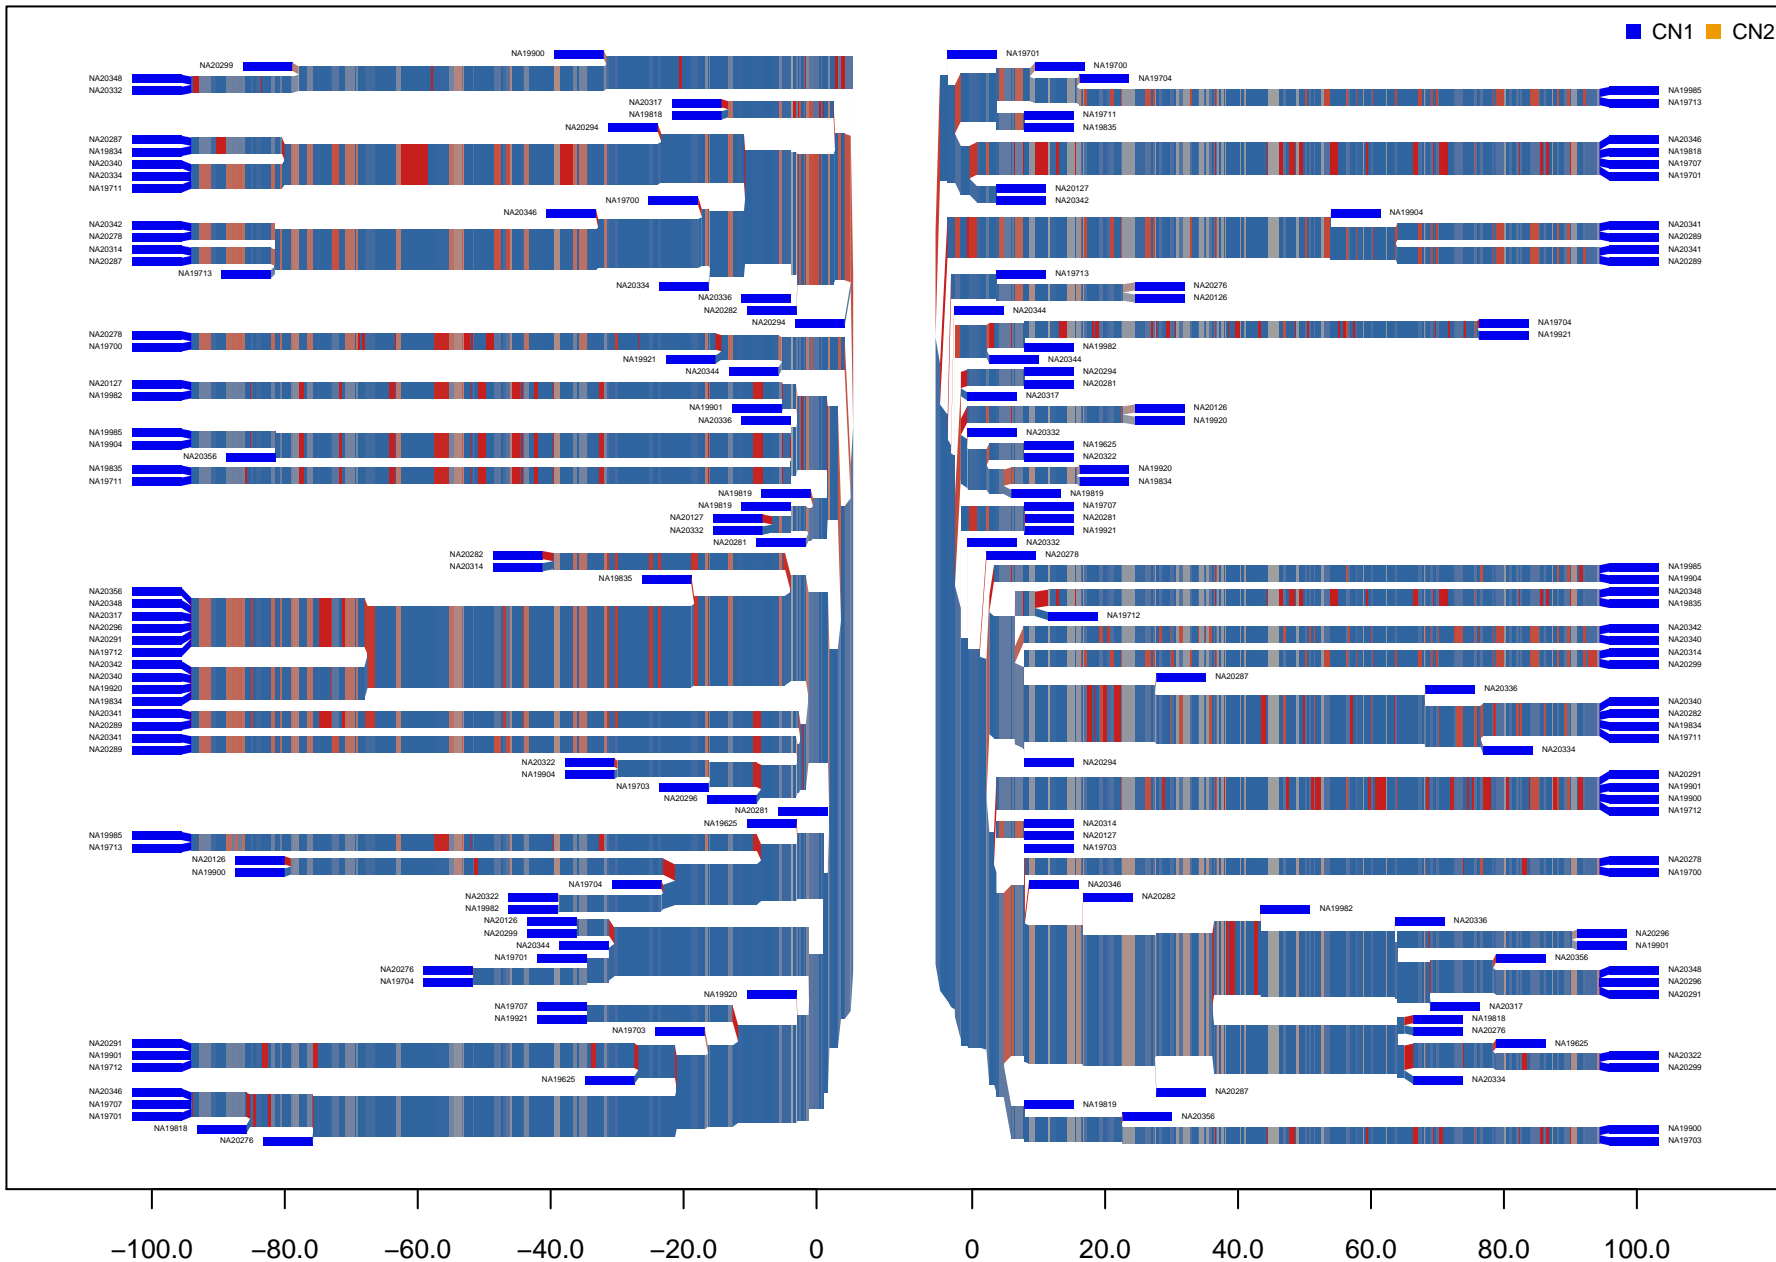 CN1 CN2
NA19900
NA20299
NA20348
NA20332
NA20317
NA19818
NA20294
NA20287
NA19834
NA20340
NA20334
NA19711
NA19700
NA20346
NA20342
NA20278
NA20314
NA20287
NA19713
NA20334
NA20336
NA20282
NA20294
NA20278
NA19700
NA19921
NA20344
NA20127
NA19982
NA19901
NA20336
NA19985
NA19904
NA20356
NA19835
NA19711
NA19819
NA19819
NA20127
NA20332
NA20281
NA20282
NA20314
NA19835
NA20356
NA20348
NA20317
NA20296
NA20291
NA19712
NA20342
NA20340
NA19920
NA19834
NA20341
NA20289
NA20341
NA20289
NA20322
NA19904
NA19703
NA20296
NA20281
NA19625
NA19985
NA19713
NA20126
NA19900
NA19704
NA20322
NA19982
NA20126
NA20299
NA20344
NA19701
NA20276
NA19704
NA19920
NA19707
NA19921
NA19703
NA20291
NA19901
NA19712
NA19625
NA20346
NA19707
NA19701
NA19818
NA20276
NA19701
NA19700
NA19704
NA19985
NA19713
NA19711
NA19835
NA20346
NA19818
NA19707
NA19701
NA20127
NA20342
NA19904
NA20341
NA20289
NA20341
NA20289
NA19713
NA20276
NA20126
NA20344
NA19704
NA19921
NA19982
NA20344
NA20294
NA20281
NA20317
NA20126
NA19920
NA20332
NA19625
NA20322
NA19920
NA19834
NA19819
NA19707
NA20281
NA19921
NA20332
NA20278
NA19985
NA19904
NA20348
NA19835
NA19712
NA20342
NA20340
NA20314
NA20299
NA20287
NA20336
NA20340
NA20282
NA19834
NA19711
NA20334
NA20294
NA20291
NA19901
NA19900
NA19712
NA20314
NA20127
NA19703
NA20278
NA19700
NA20346
NA20282
NA19982
NA20336
NA20296
NA19901
NA20356
NA20348
NA20296
NA20291
NA20317
NA19818
NA20276
NA19625
NA20322
NA20299
NA20334
NA20287
NA19819
NA20356
NA19900
NA19703
−100.0 −80.0 −60.0 −40.0 −20.0 0 0 20.0 40.0 60.0 80.0 100.0